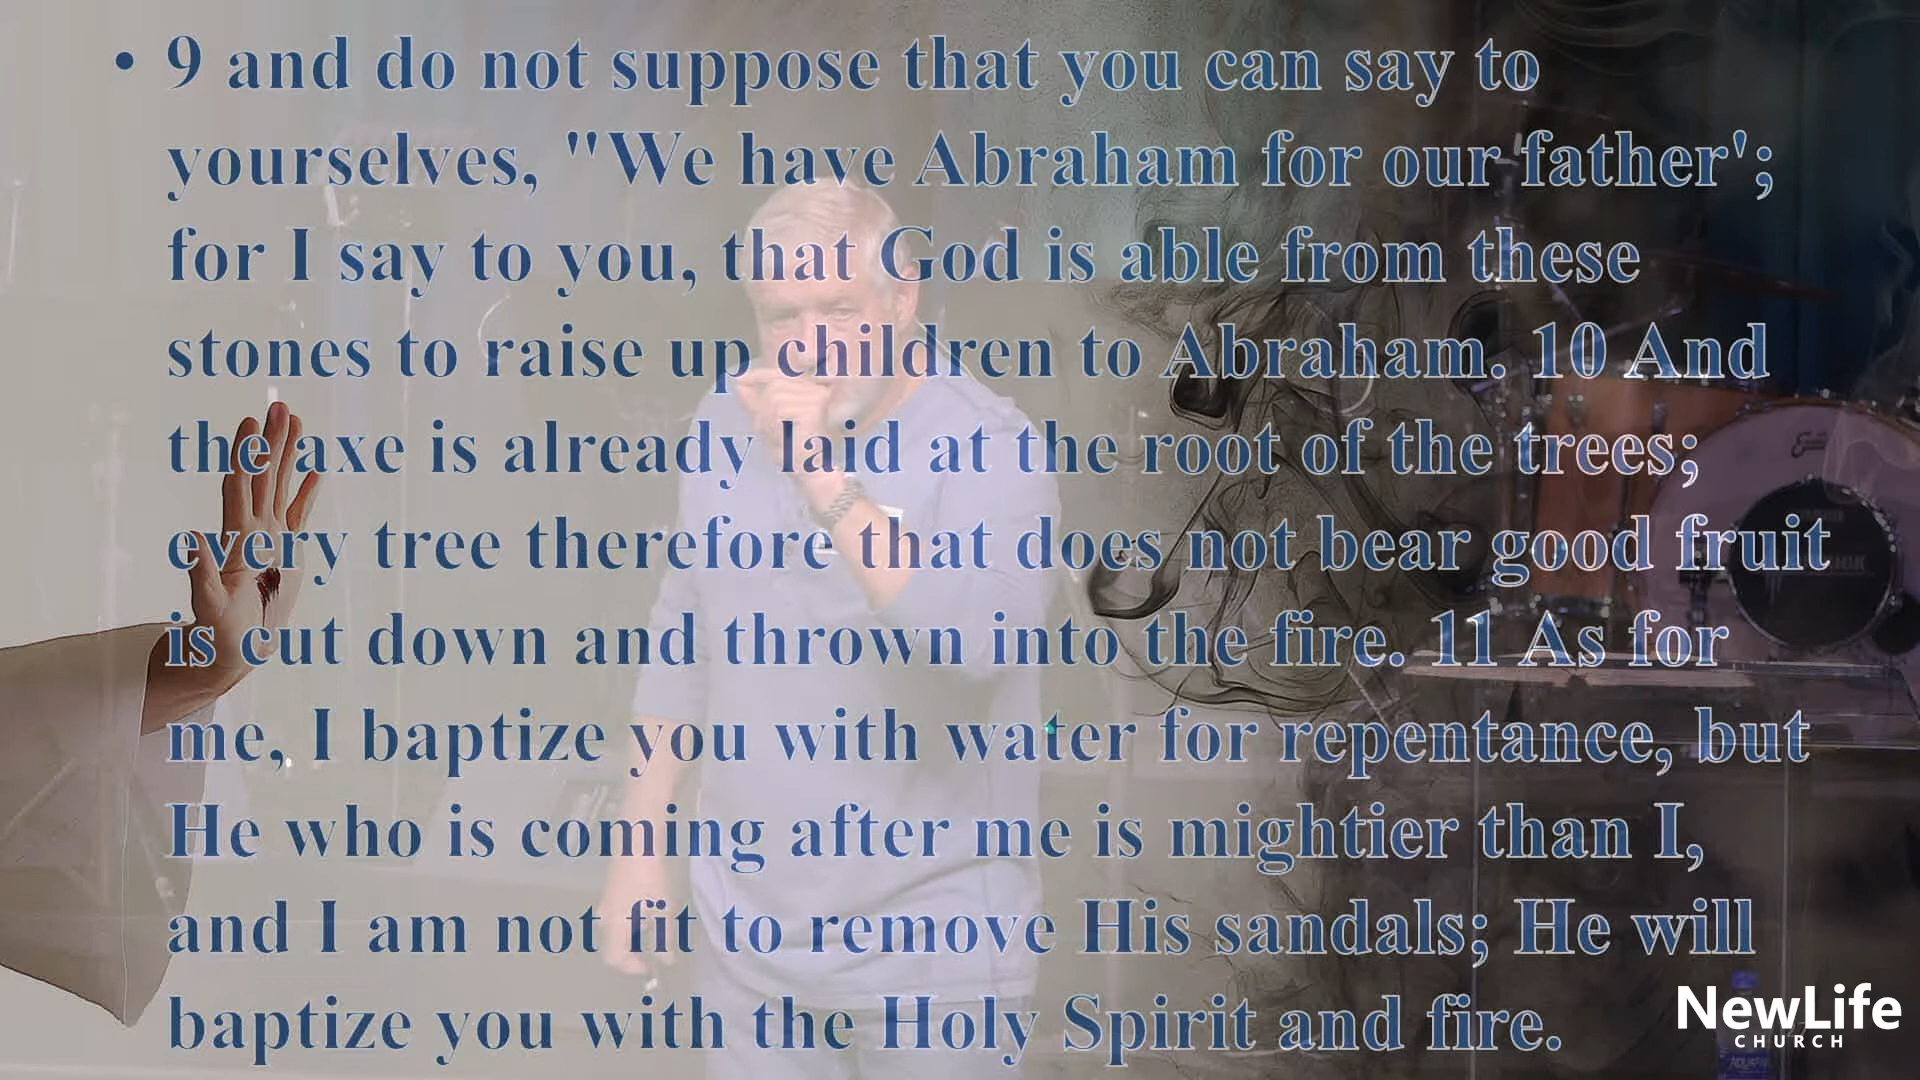 • 9 and do not suppose that you can say to
yourselves, "We have Abraham for our father';
for I say to you, that God is able from these
stones to raise up children to Abraham. 10 And
the axe is already laid at the root of the trees;
every tree therefore that does not bear good fruit
is cut down and thrown into the fire. 11 As for
me, I baptize you with water for repentance, but
He who is coming after me is mightier than I,
and I am not fit to remove His sandals; He will
baptize you with the Holy Spirit and fire.
NewLife
CHURCH